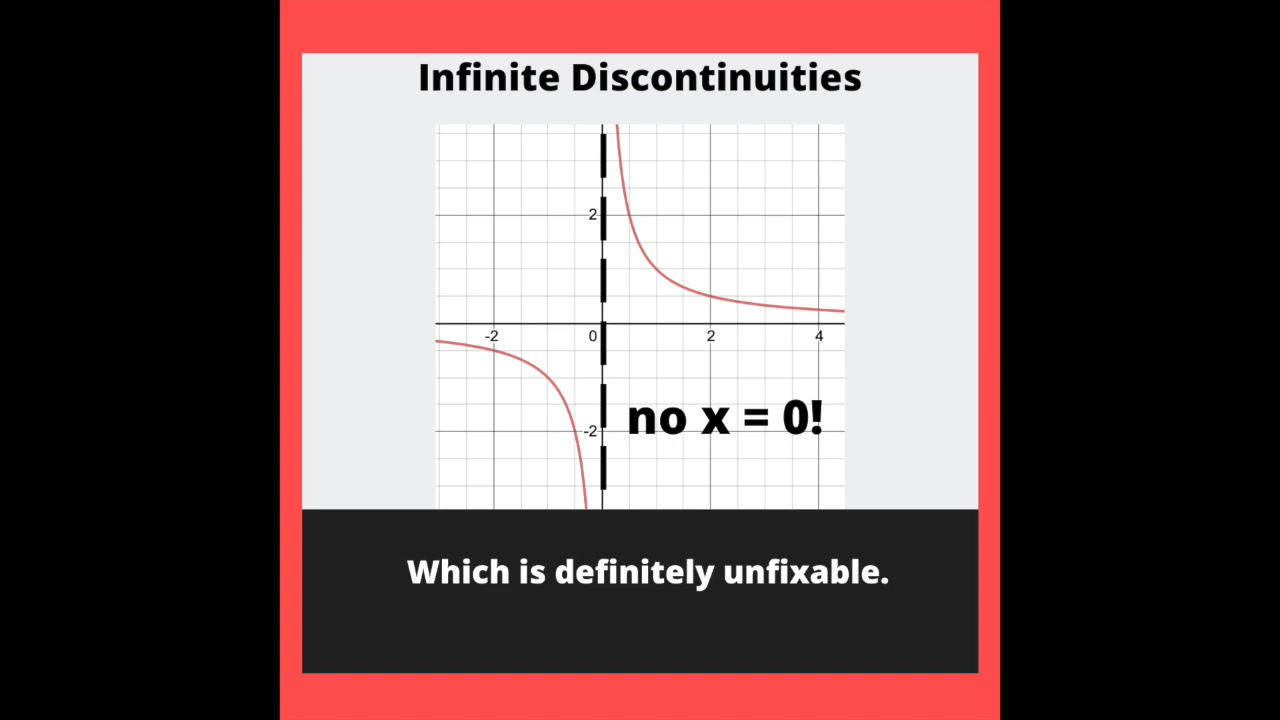 Infinite Discontinuities
2
-2
0
2
4
no x = 0!
-2
Which is definitely unfixable.